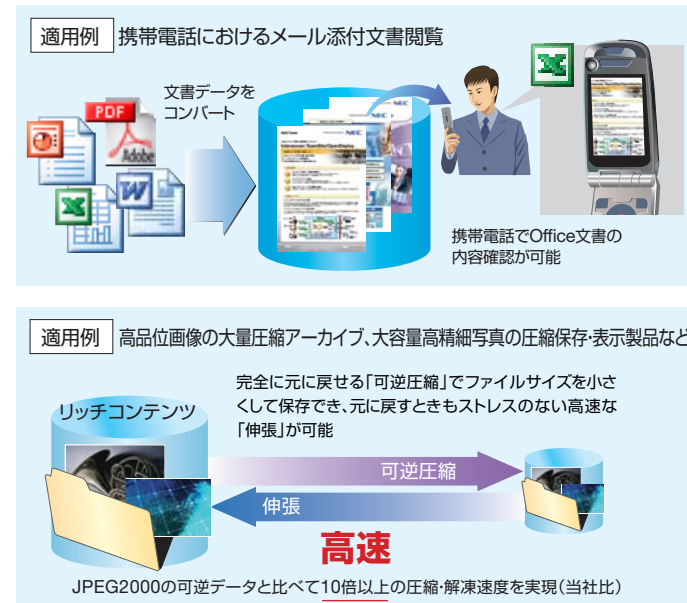 適用例 携帯電話におけるメール添付文書閲覧
文書データを
コンバート
PDF
Adobe
NEC
NEC
携帯電話でOffice文書の
内容確認が可能
適用例 高品位画像の大量圧縮アーカイブ、大容量高精細写真の圧縮保存・表示製品など
完全に元に戻せる「可逆圧縮」でファイルサイズを小さ
くして保存でき、元に戻すときもストレスのない高速な
「伸張」が可能
リッチコンテンツ
可逆圧縮
伸張
高速
JPEG2000の可逆データと比べて10倍以上の圧縮・解凍速度を実現(当社比)